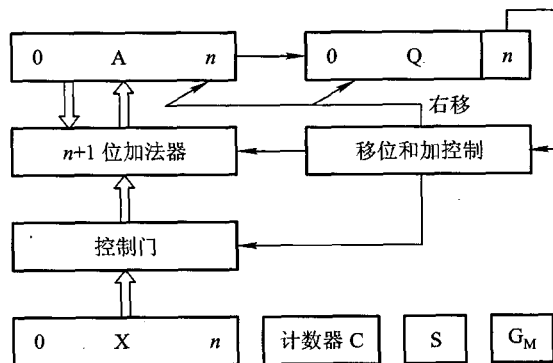 0 A n
0 Q n
右移
n+1 位加法器
移位和加控制
控制门
0 X n
计数器 C
S
G_M